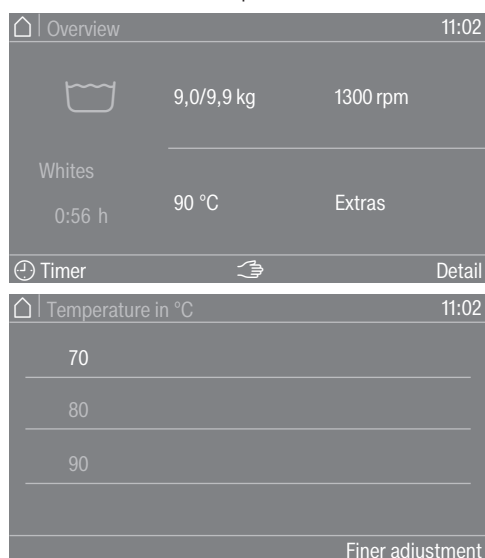 Overview 11:02
9,0/9,9 kg 1300 rpm
Whites
0:56 h
90 °C Extras
Timer Detail
Temperature in °C 11:02
70
80
90
Finer adjustment